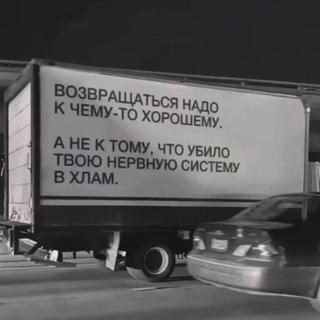 ВОЗВРАЩАТЬСЯ НАДО
К ЧЕМУ-ТО ХОРОШЕМУ.
А НЕ К ТОМУ, ЧТО УБИЛО
ТВОЮ НЕРВНУЮ СИСТЕМУ
В ХЛАМ.